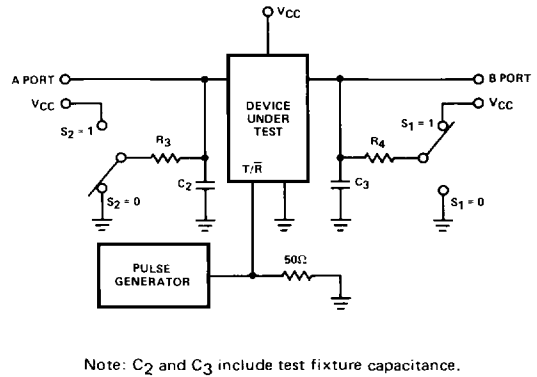 VCC
A PORT
B PORT
VCC
S2 = 1
DEVICE
UNDER
TEST
S1 = 1
VCC
R3
R4
T/R̅
C2
C3
S2 = 0
S1 = 0
PULSE
GENERATOR
50Ω
Note: C2 and C3 include test fixture capacitance.